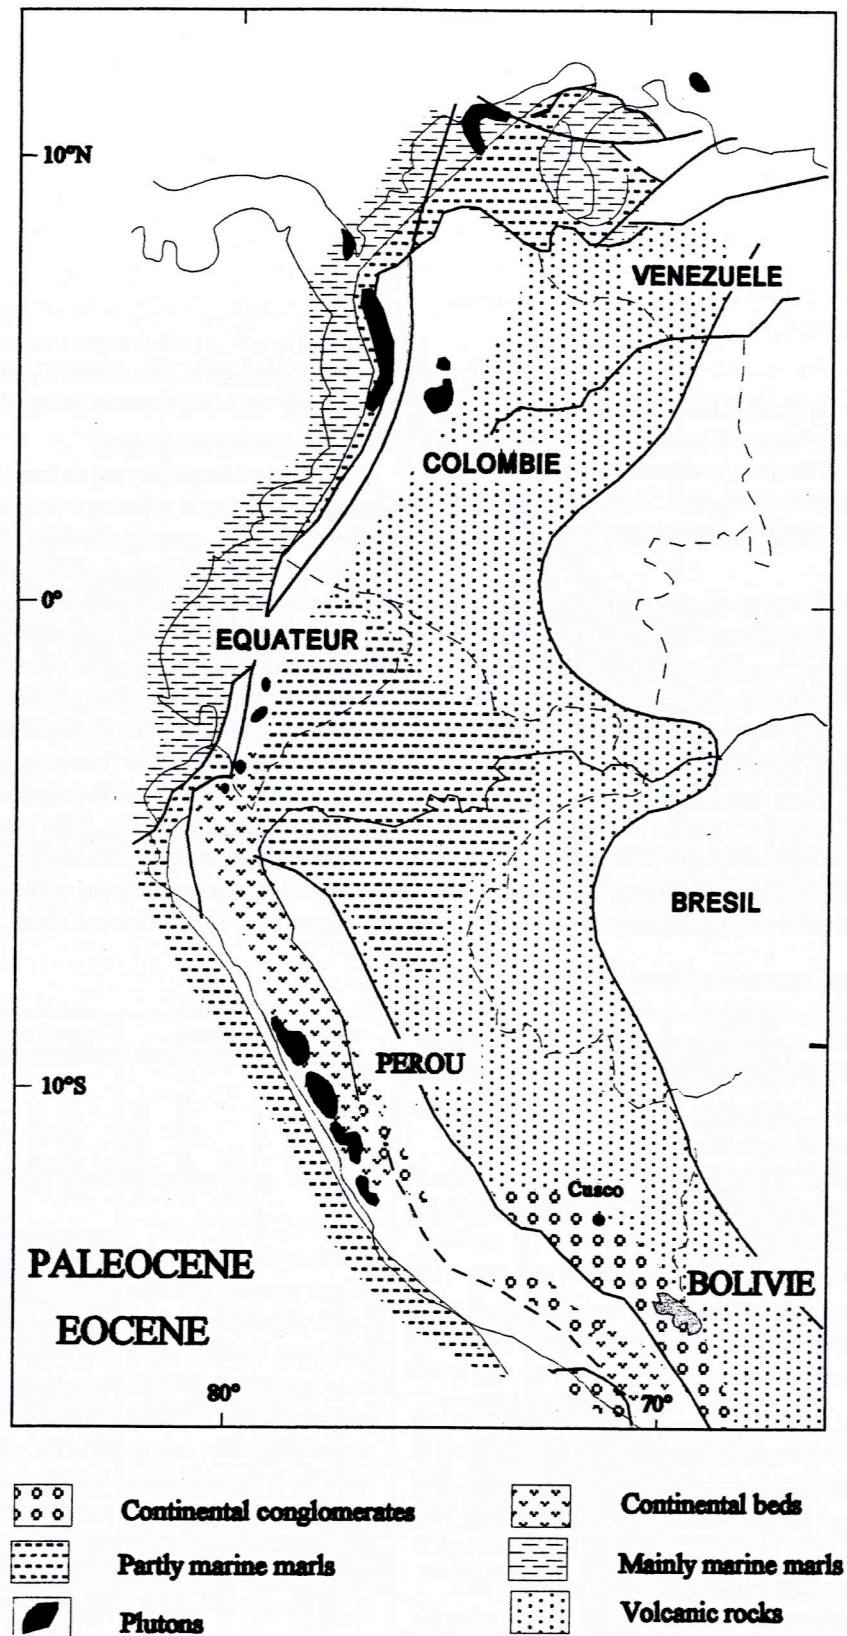 10°N
VENEZUELE
COLOMBIE
0°
EQUATEUR
BRESIL
PEROU
10°S
Cusco
PALEOCENE
EOCENE
BOLIVIE
80°
70°
Continental conglomerates
Continental beds
Partly marine marls
Mainly marine marls
Plutons
Volcanic rocks